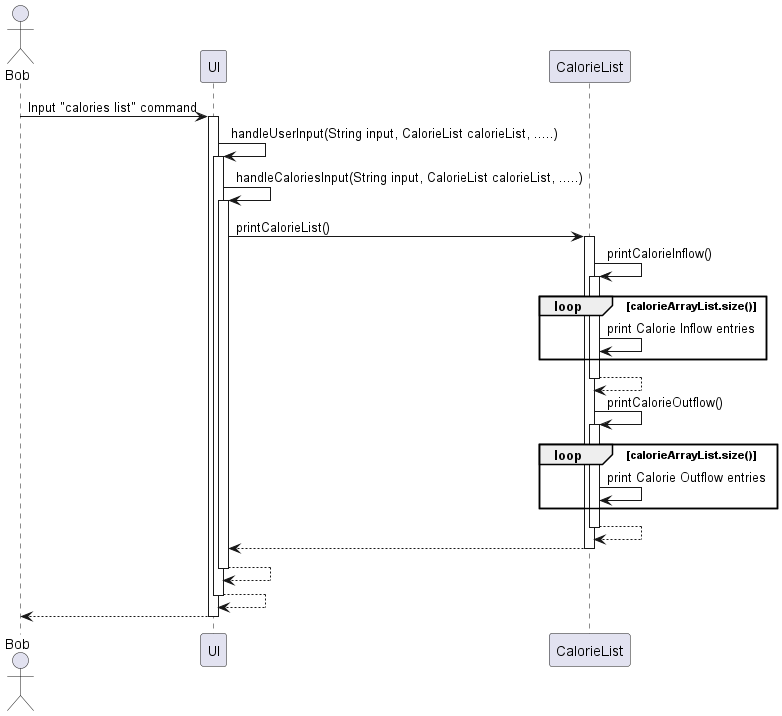 Bob
UI
CalorieList
Input "calories list" command
handleUserInput(String input, CalorieList calorieList, .....)
handleCaloriesInput(String input, CalorieList calorieList, .....)
printCalorieList()
printCalorieInflow()
loop [calorieArrayList.size()]
print Calorie Inflow entries
printCalorieOutflow()
loop [calorieArrayList.size()]
print Calorie Outflow entries
Bob
UI
CalorieList